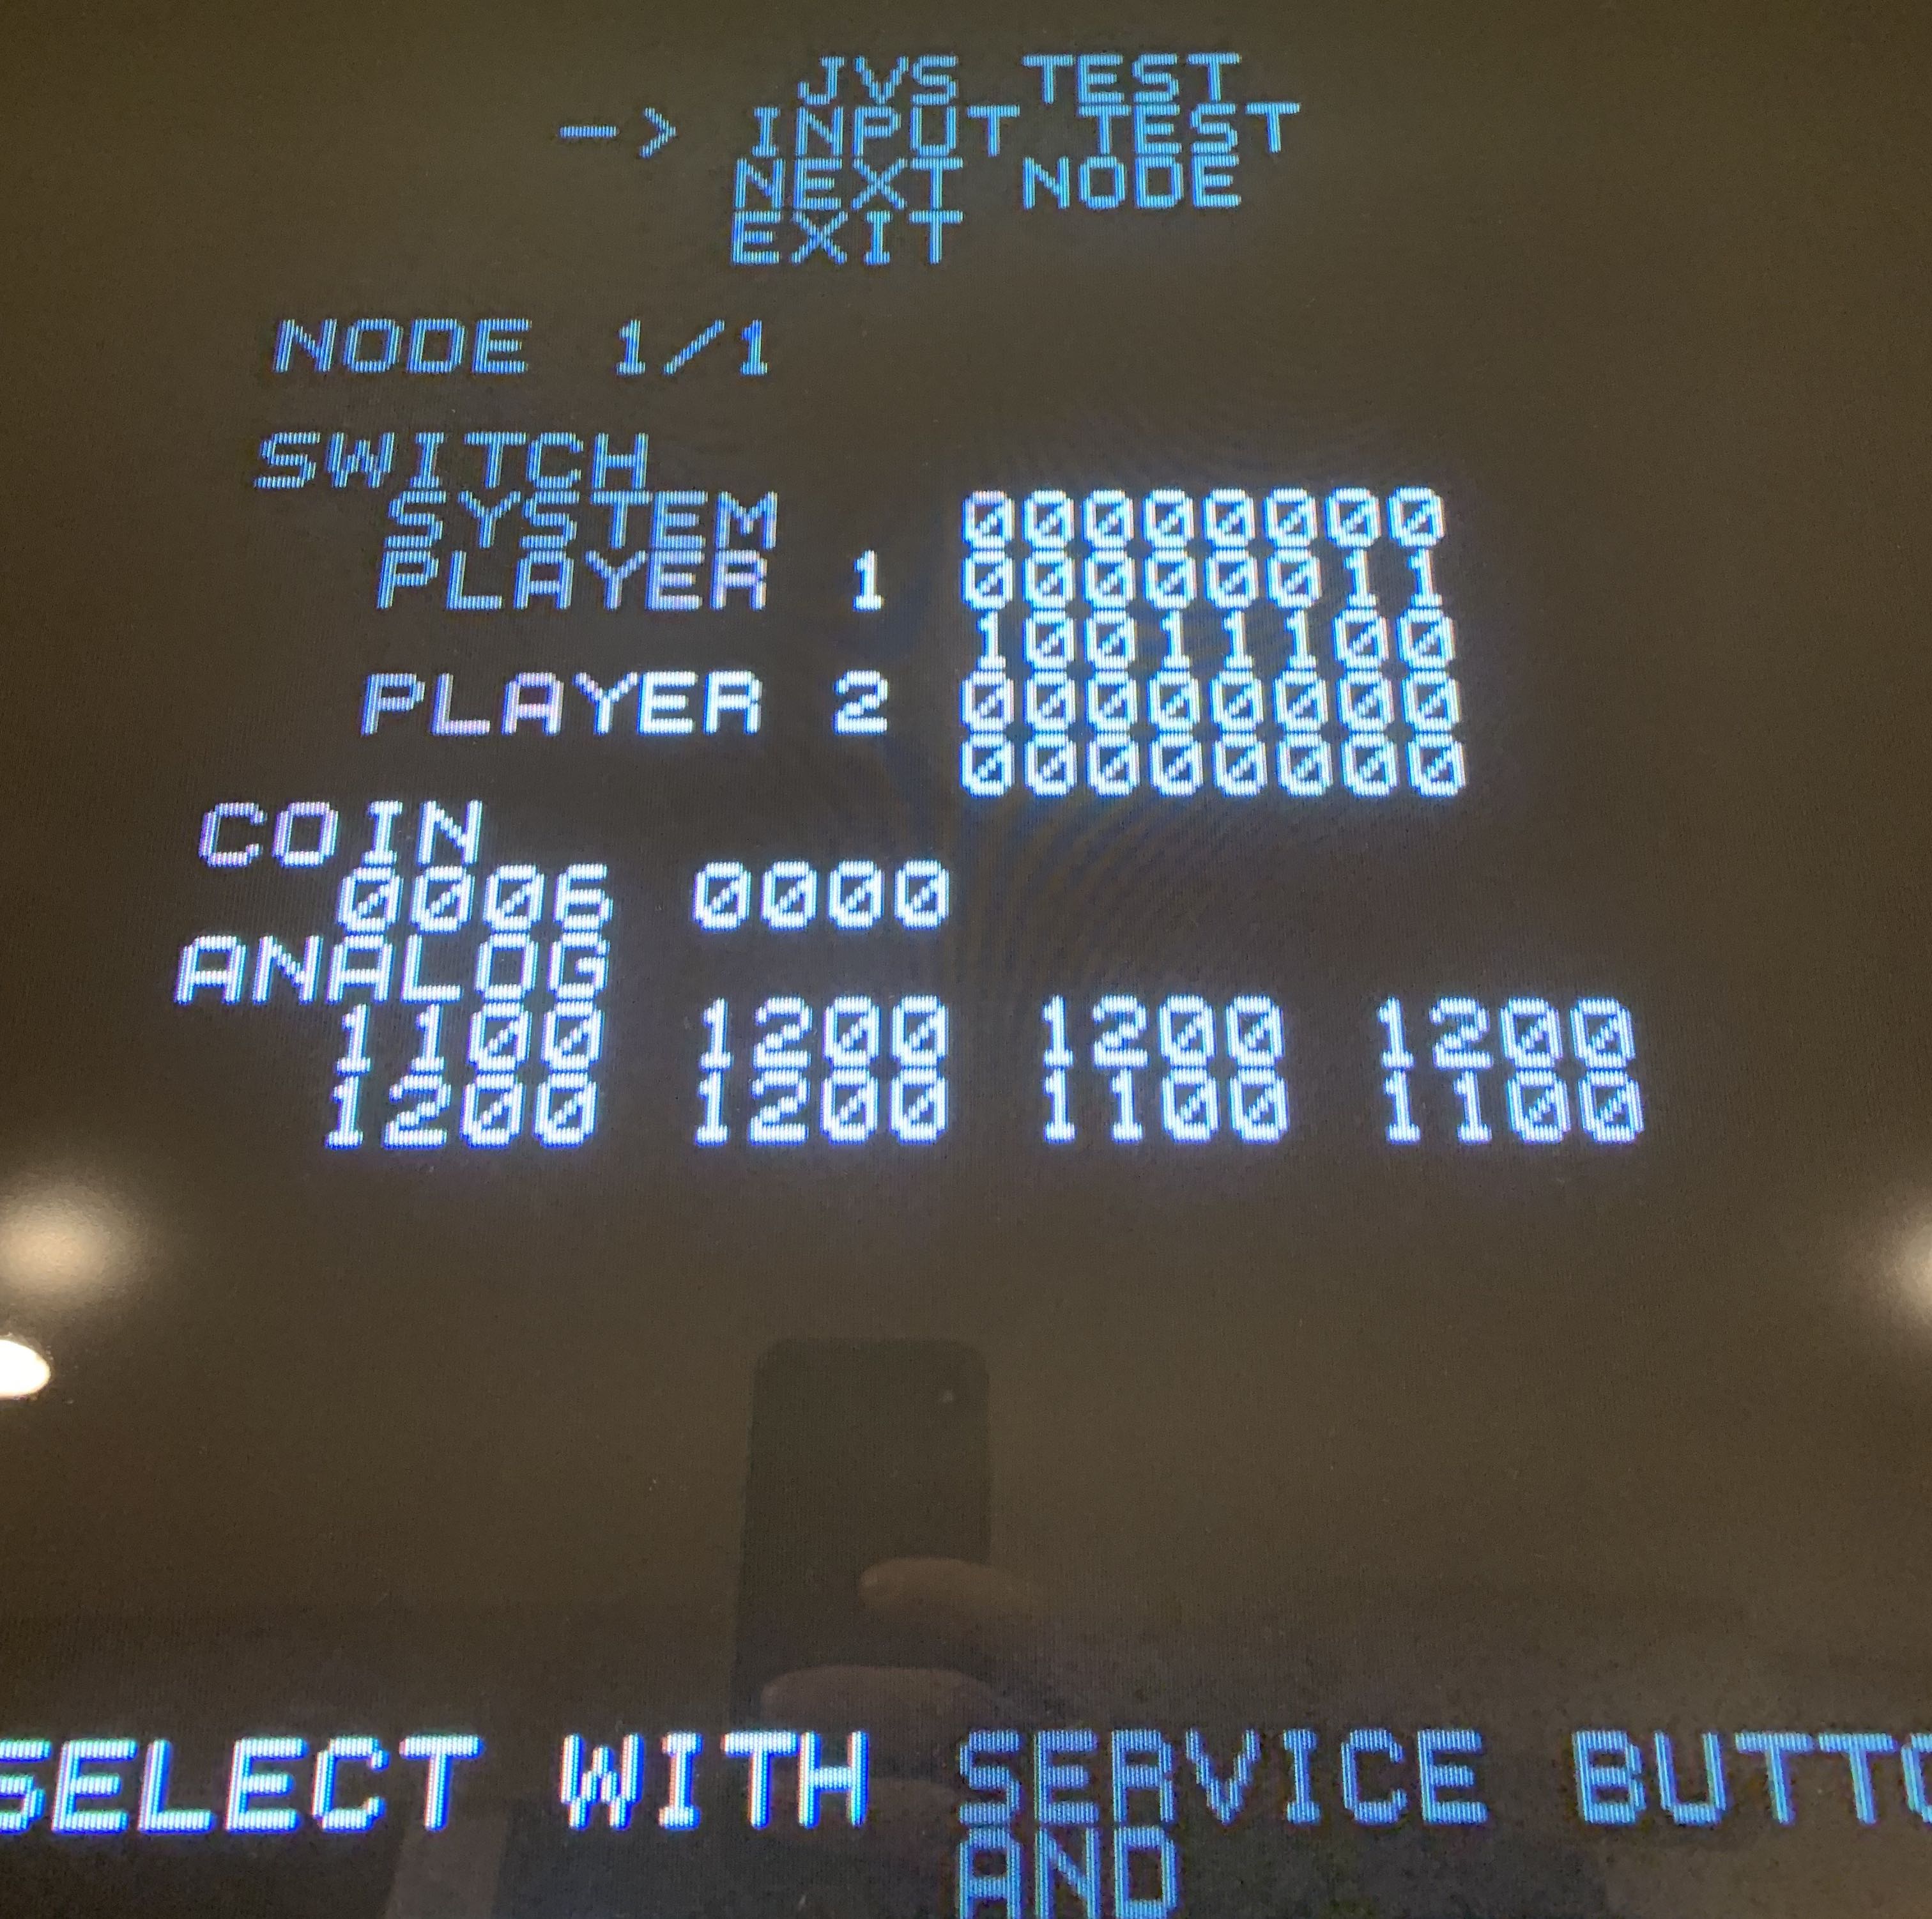 JVS TEST
-> INPUT TEST
NEXT NODE
EXIT
NODE 1/1
SWITCH
SYSTEM 00000000
PLAYER 1 00000011
10011100
PLAYER 2 00000000
00000000
COIN
0006 0000
ANALOG
1100 1200 1200 1200
1200 1200 1100 1100
SELECT WITH SERVICE BUTTO
AND